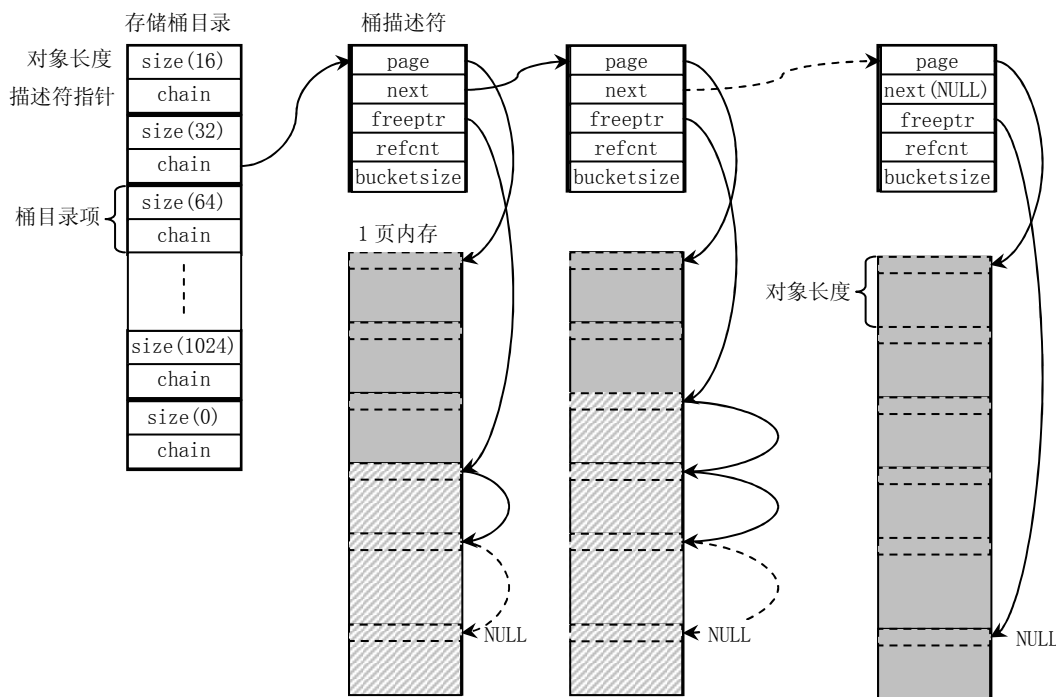 存储桶目录
对象长度
描述符指针
size(16)
chain
size(32)
chain
桶目录项
size(64)
chain
size(1024)
chain
size(0)
chain
桶描述符
page
next
freeptr
refcnt
bucketsize
page
next
freeptr
refcnt
bucketsize
page
next(NULL)
freeptr
refcnt
bucketsize
1 页内存
对象长度
NULL
NULL
NULL